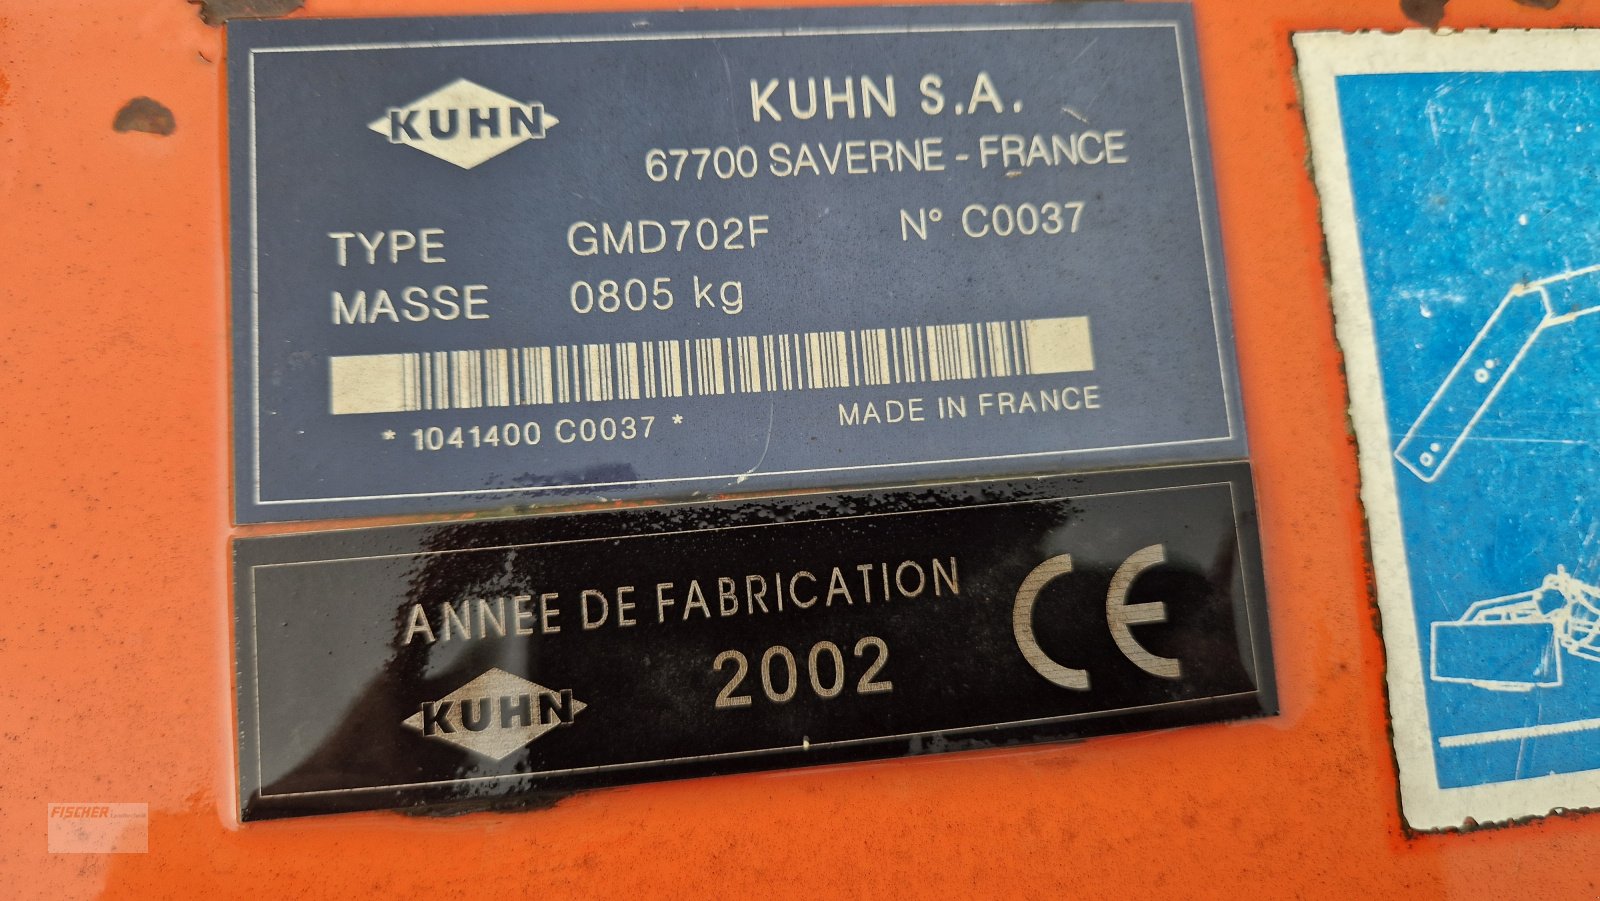 KUHN
KUHN S.A.
67700 SAVERNE - FRANCE
TYPE GMD702F N° C0037
MASSE 0805 kg
* 1041400 C0037 *
MADE IN FRANCE
ANNEE DE FABRICATION
2002
CE
KUHN
FISCHER